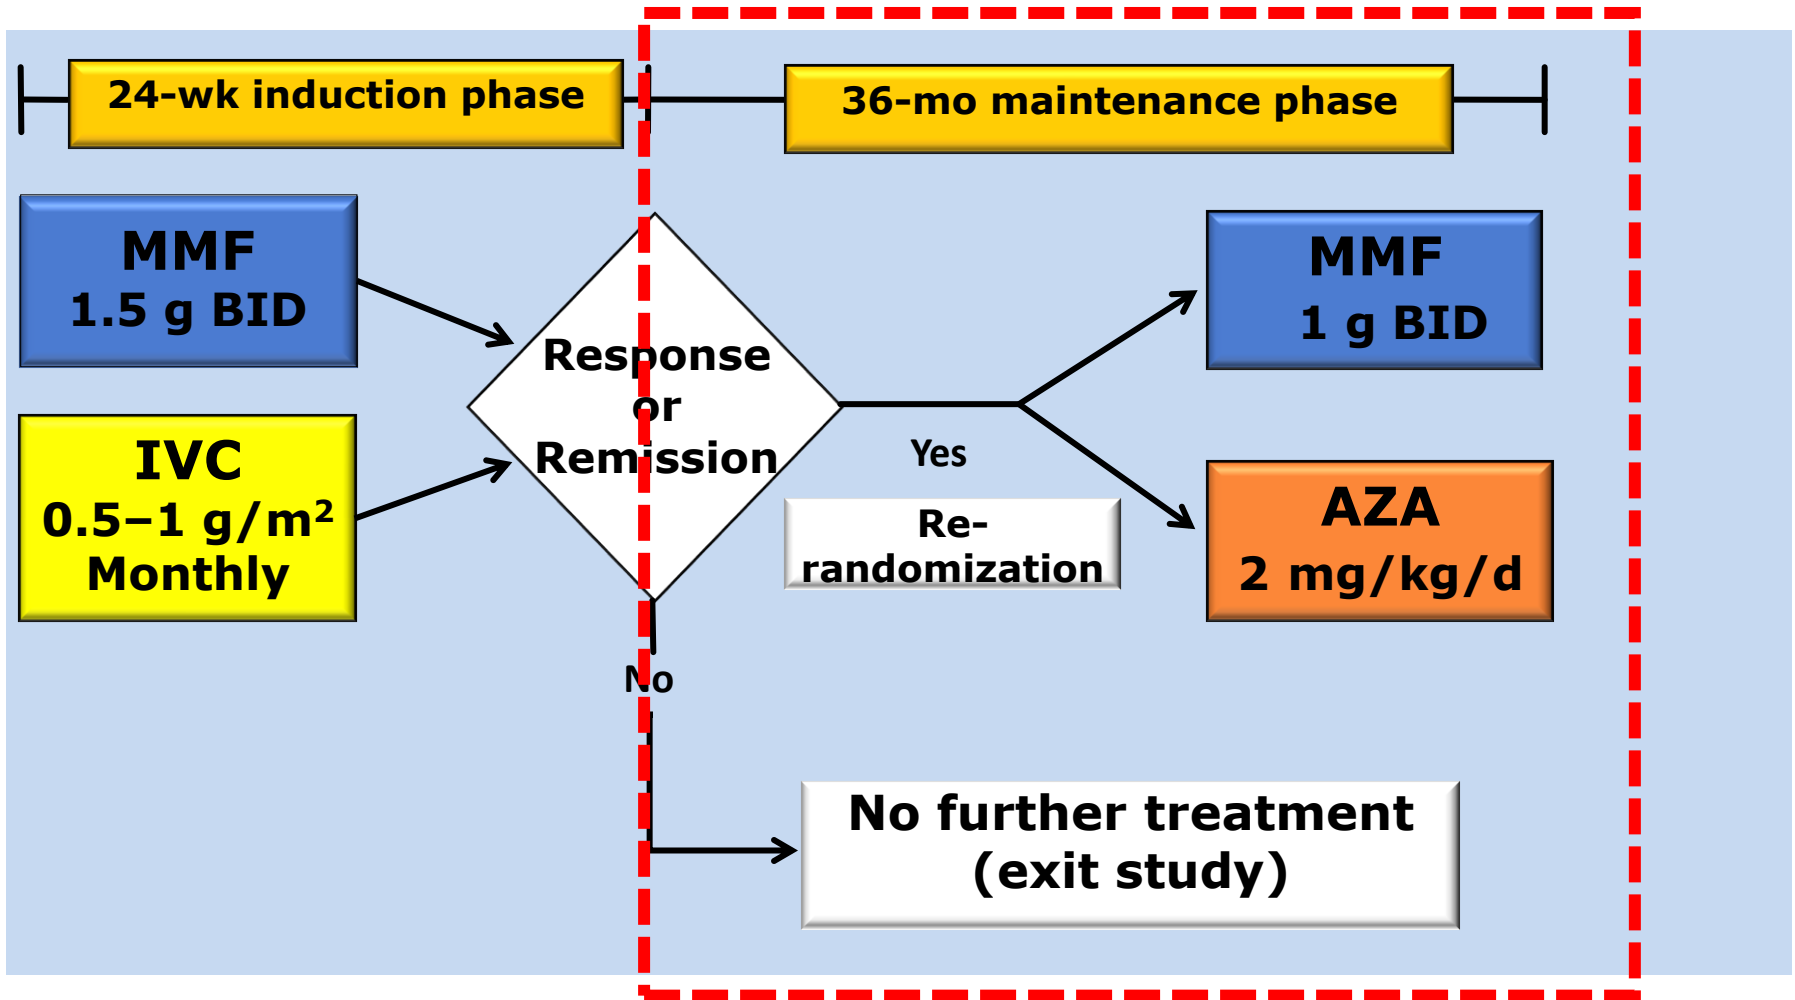 24-wk induction phase
36-mo maintenance phase
MMF
1.5 g BID
IVC
0.5–1 g/m²
Monthly
Response
or
Remission
Yes
Re-
randomization
MMF
1 g BID
AZA
2 mg/kg/d
No
No further treatment
(exit study)